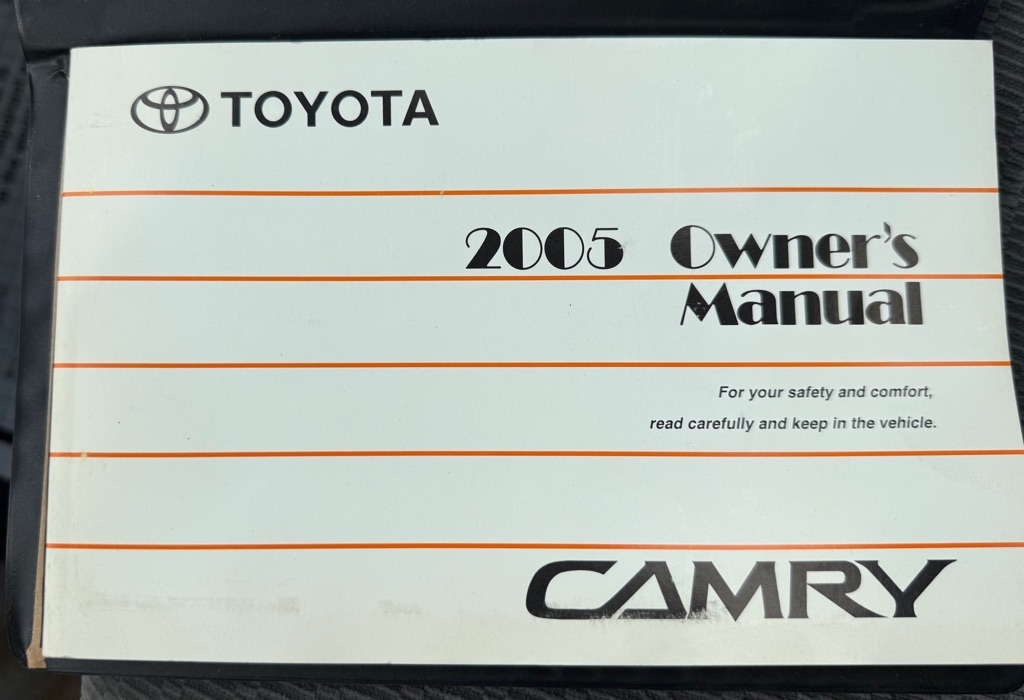 TOYOTA
2005 Owner's
Manual
For your safety and comfort,
read carefully and keep in the vehicle.
CAMRY